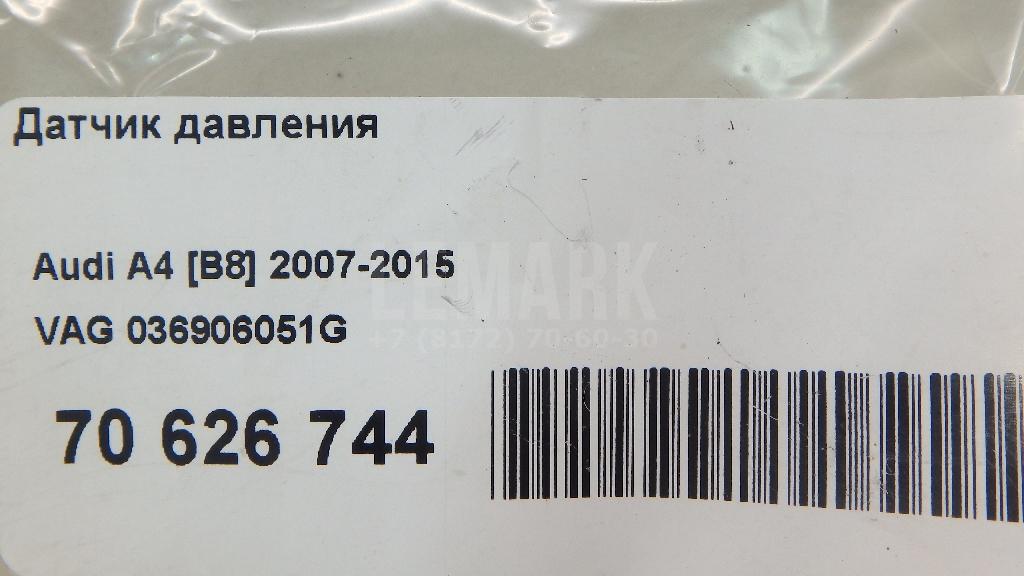 Датчик давления
Audi A4 [B8] 2007-2015
LEMARK
VAG 036906051G
+7 (8172) 70-60-30
70 626 744